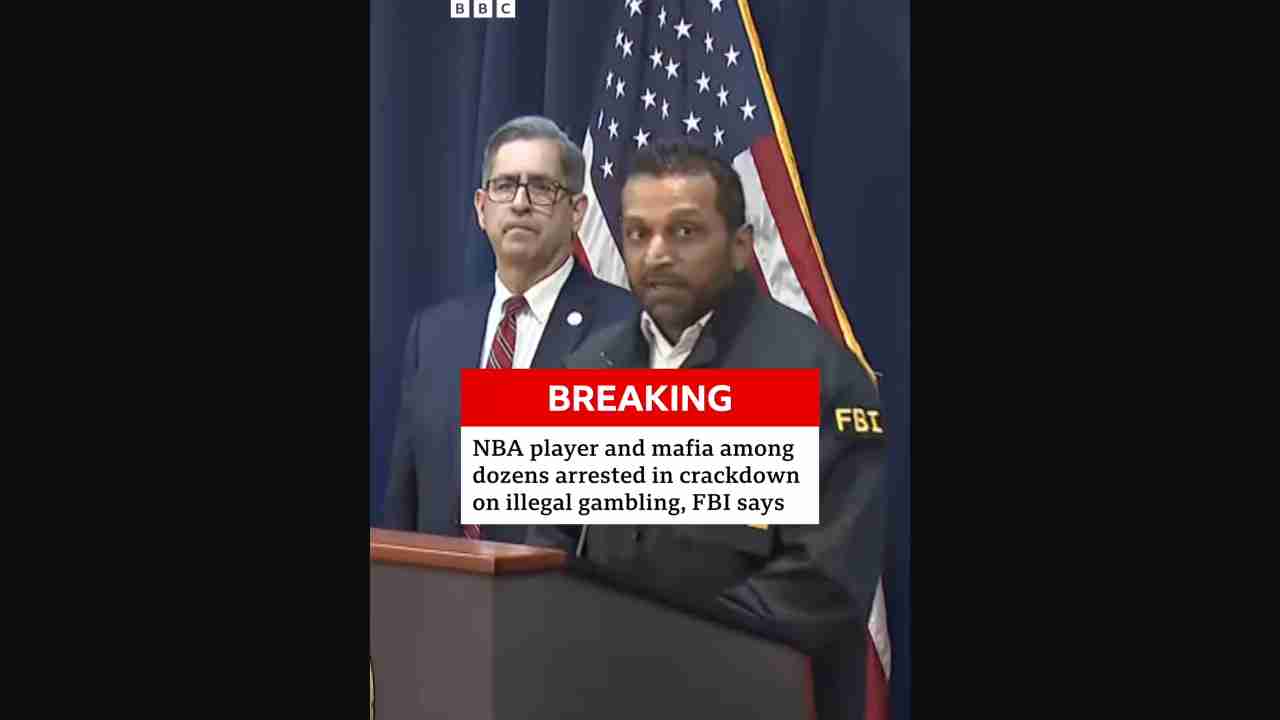 BBC
BREAKING
NBA player and mafia among
dozens arrested in crackdown
on illegal gambling, FBI says
FBI